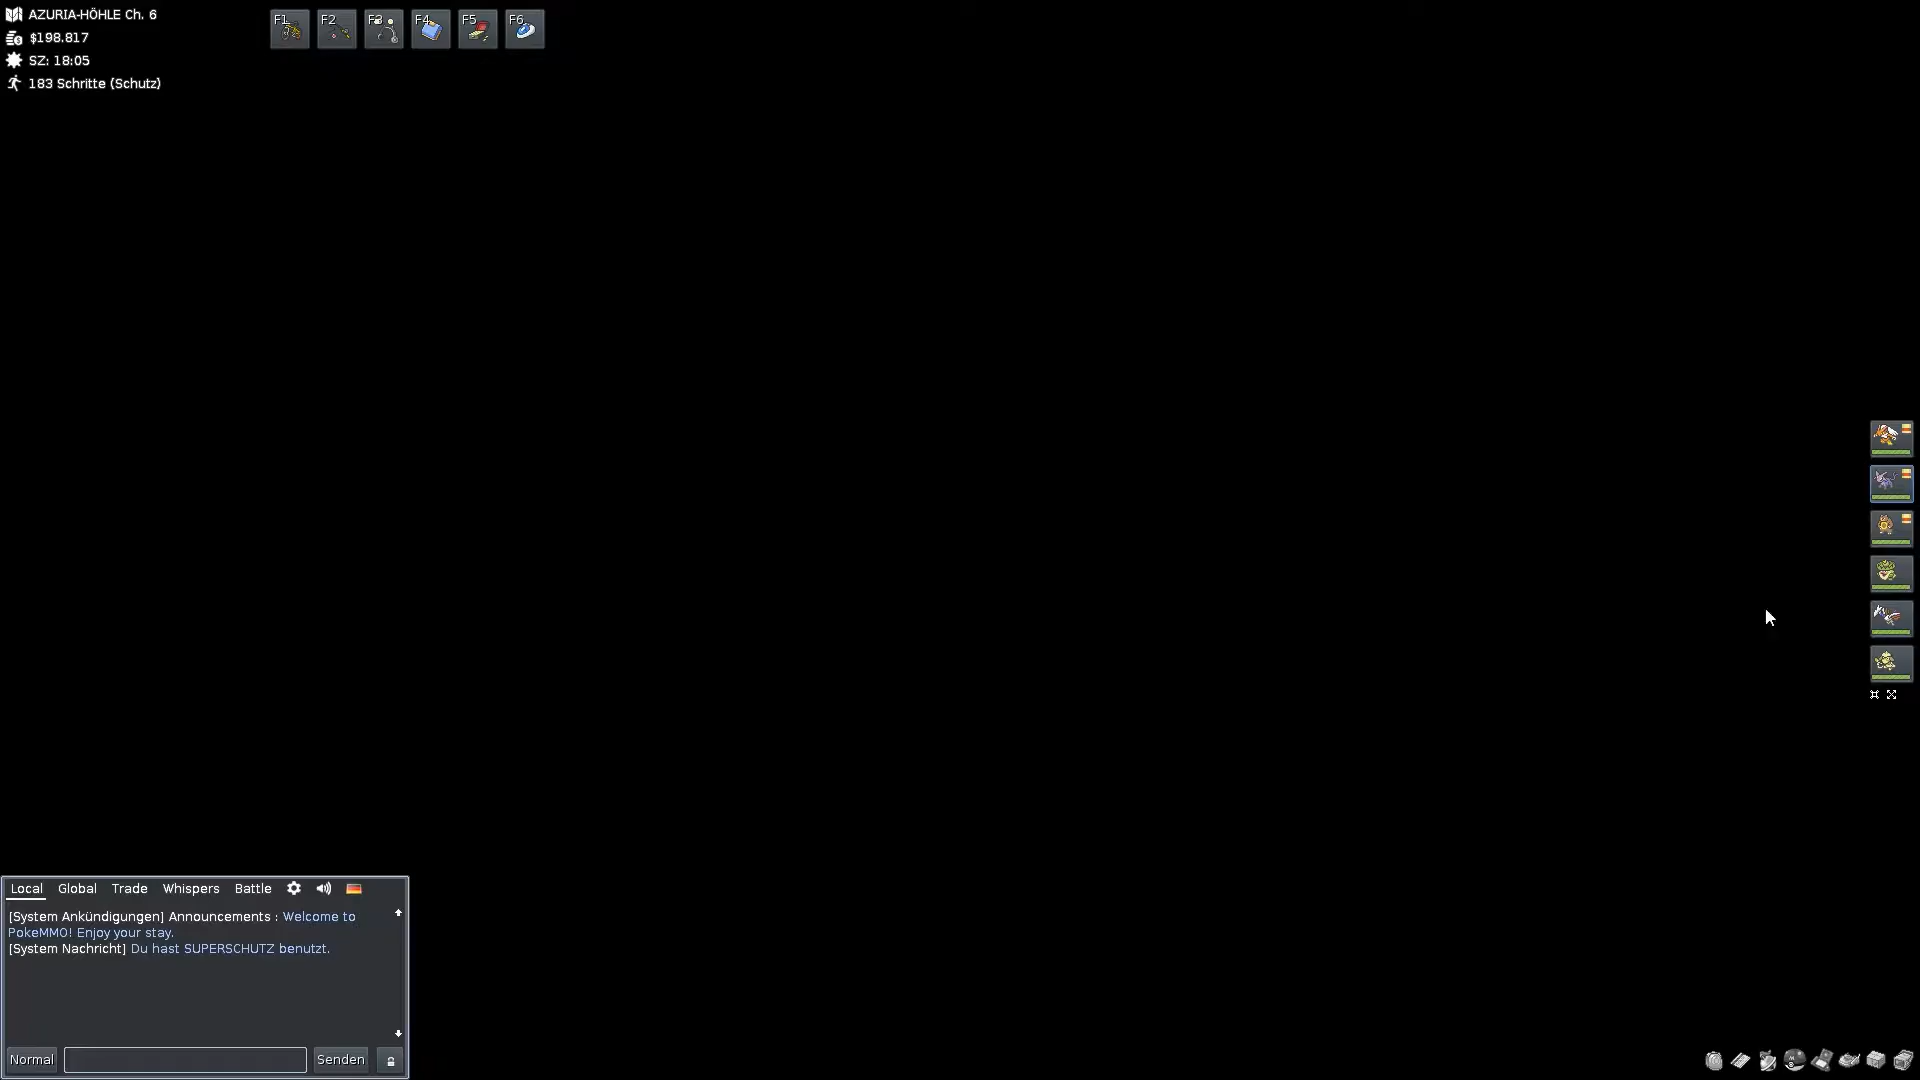 AZURIA-HÖHLE Ch. 6
$198.817
SZ: 18:05
183 Schritte (Schutz)
F1 F2 F3 F4 F5 F6
Local Global Trade Whispers Battle
[System Ankündigungen] Announcements : Welcome to
PokeMMO! Enjoy your stay.
[System Nachricht] Du hast SUPERSCHUTZ benutzt.
Normal Senden